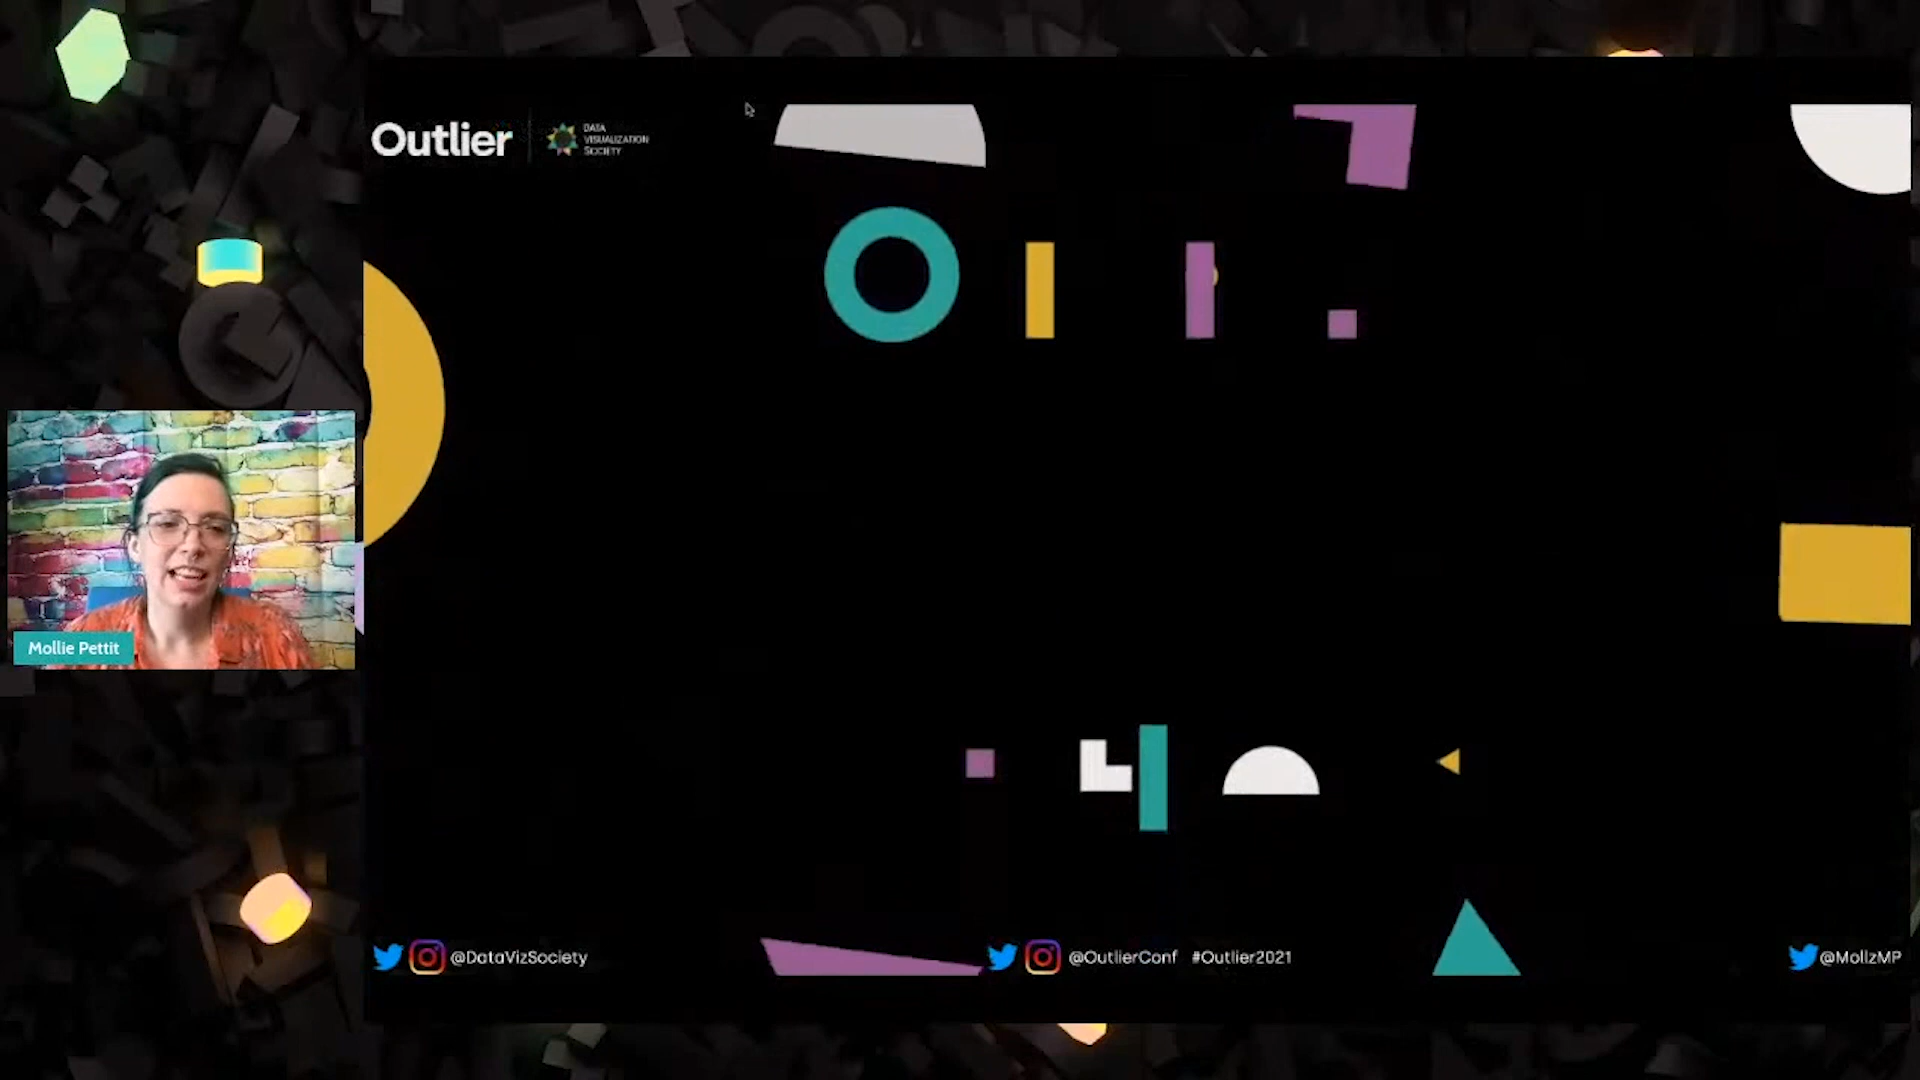 Outlier
DATA
VISUALIZATION
SOCIETY
Mollie Pettit
@DataVizSociety
@OutlierConf #Outlier2021
@MollzMP